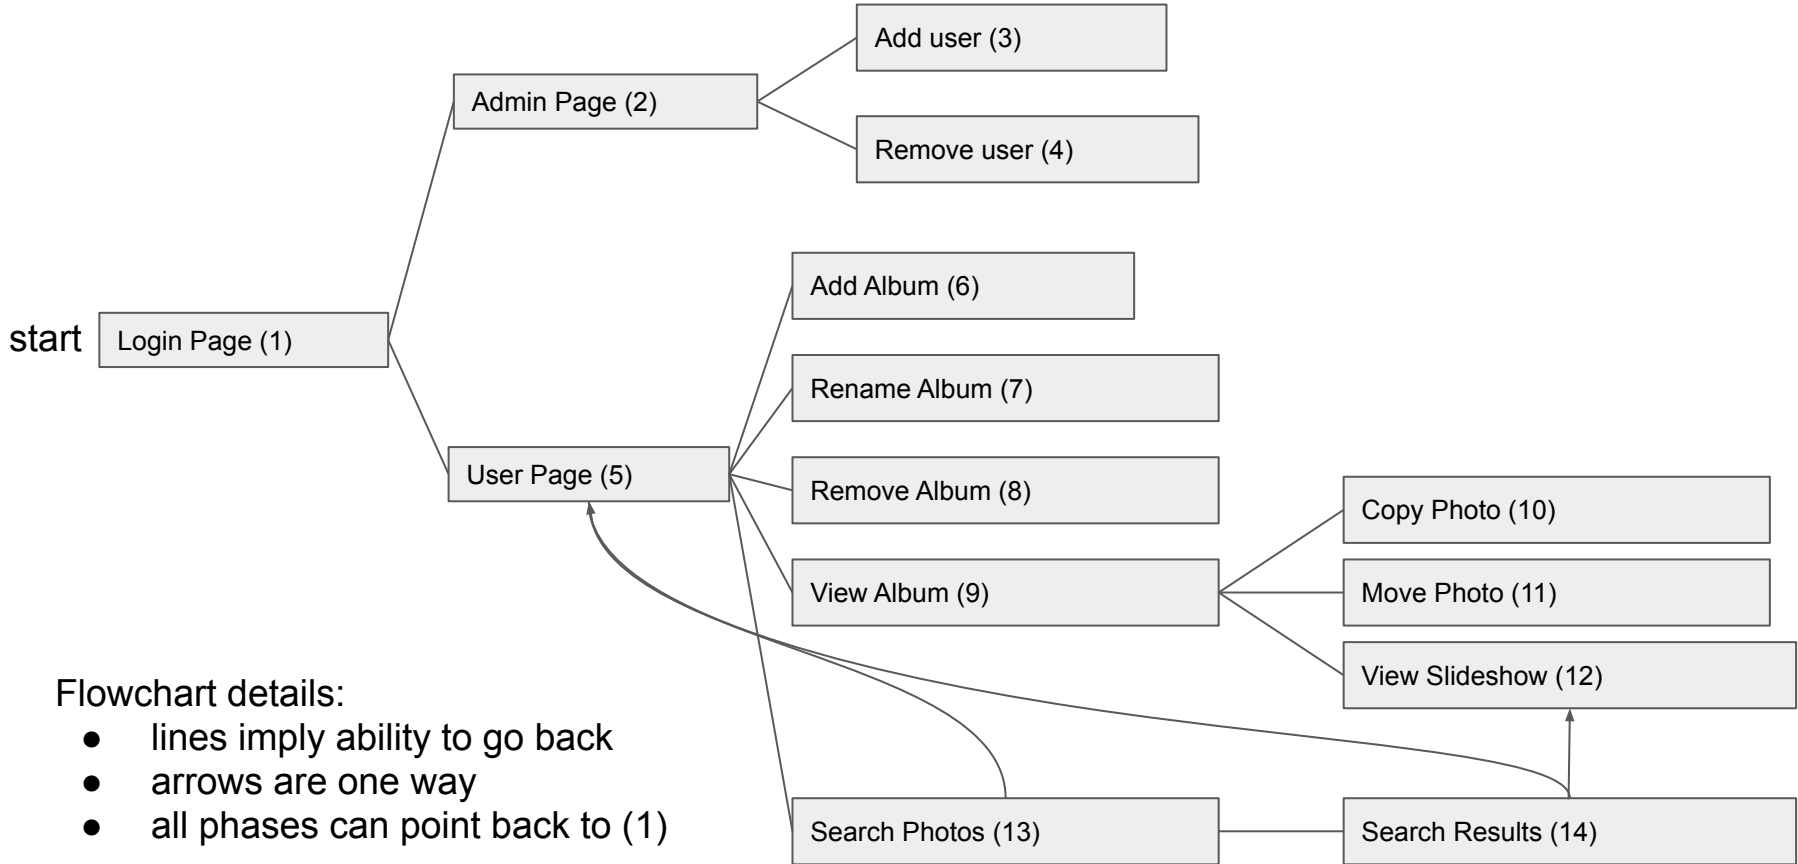 Add user (3)
Admin Page (2)
Remove user (4)
Add Album (6)
start
Login Page (1)
Rename Album (7)
User Page (5)
Remove Album (8)
Copy Photo (10)
View Album (9)
Move Photo (11)
View Slideshow (12)
Flowchart details:
● lines imply ability to go back
● arrows are one way
● all phases can point back to (1)
Search Photos (13)
Search Results (14)